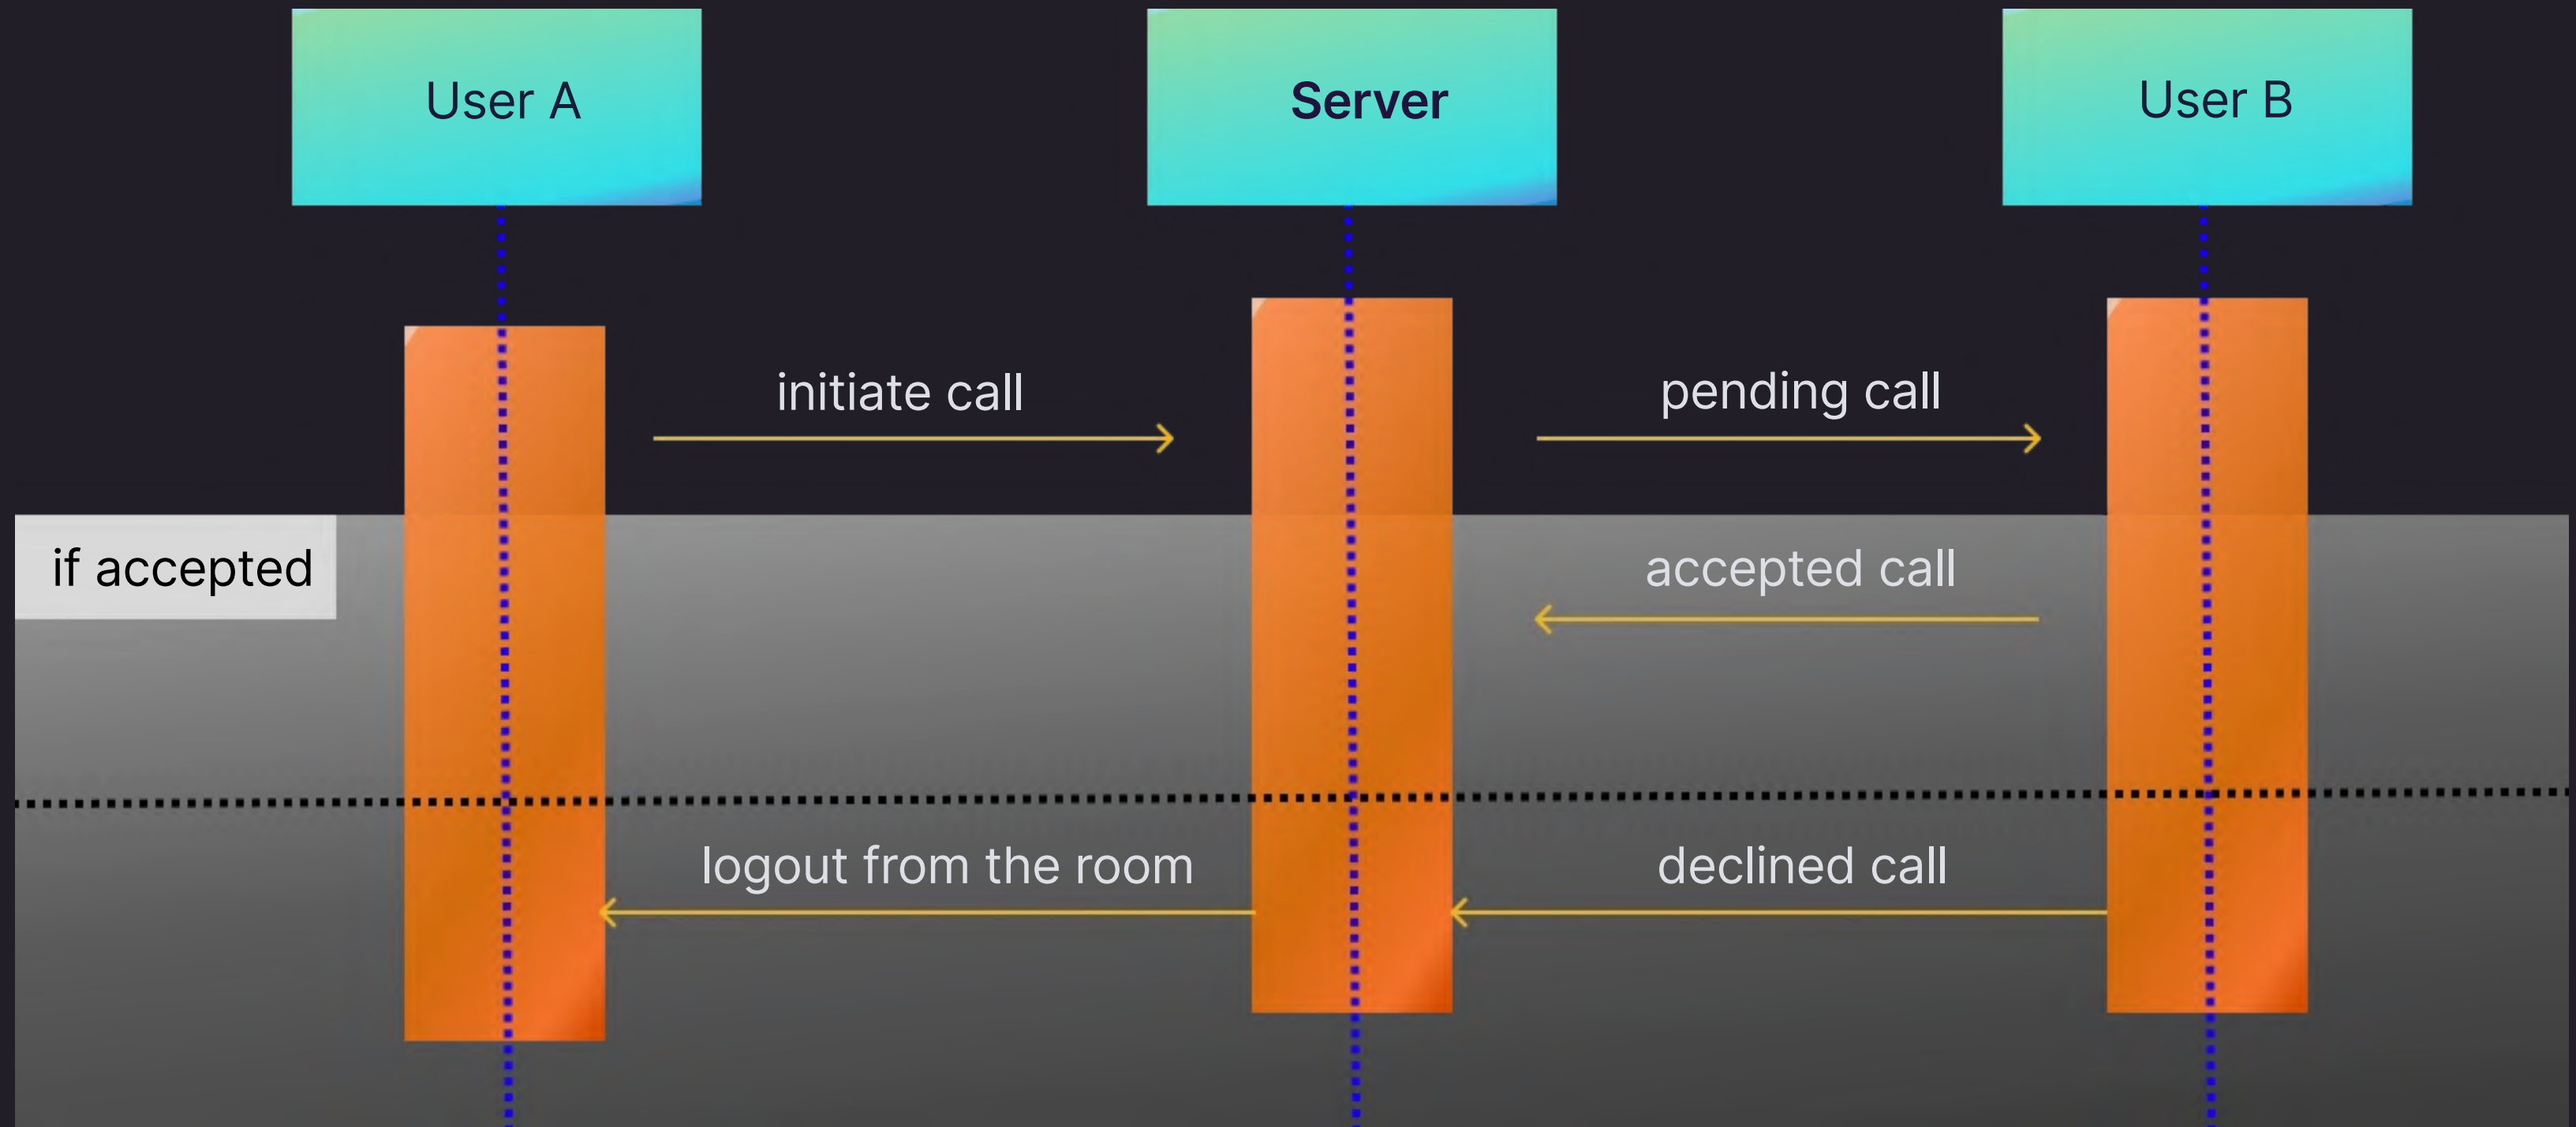 User A
Server
User B
initiate call
pending call
if accepted
accepted call
logout from the room
declined call